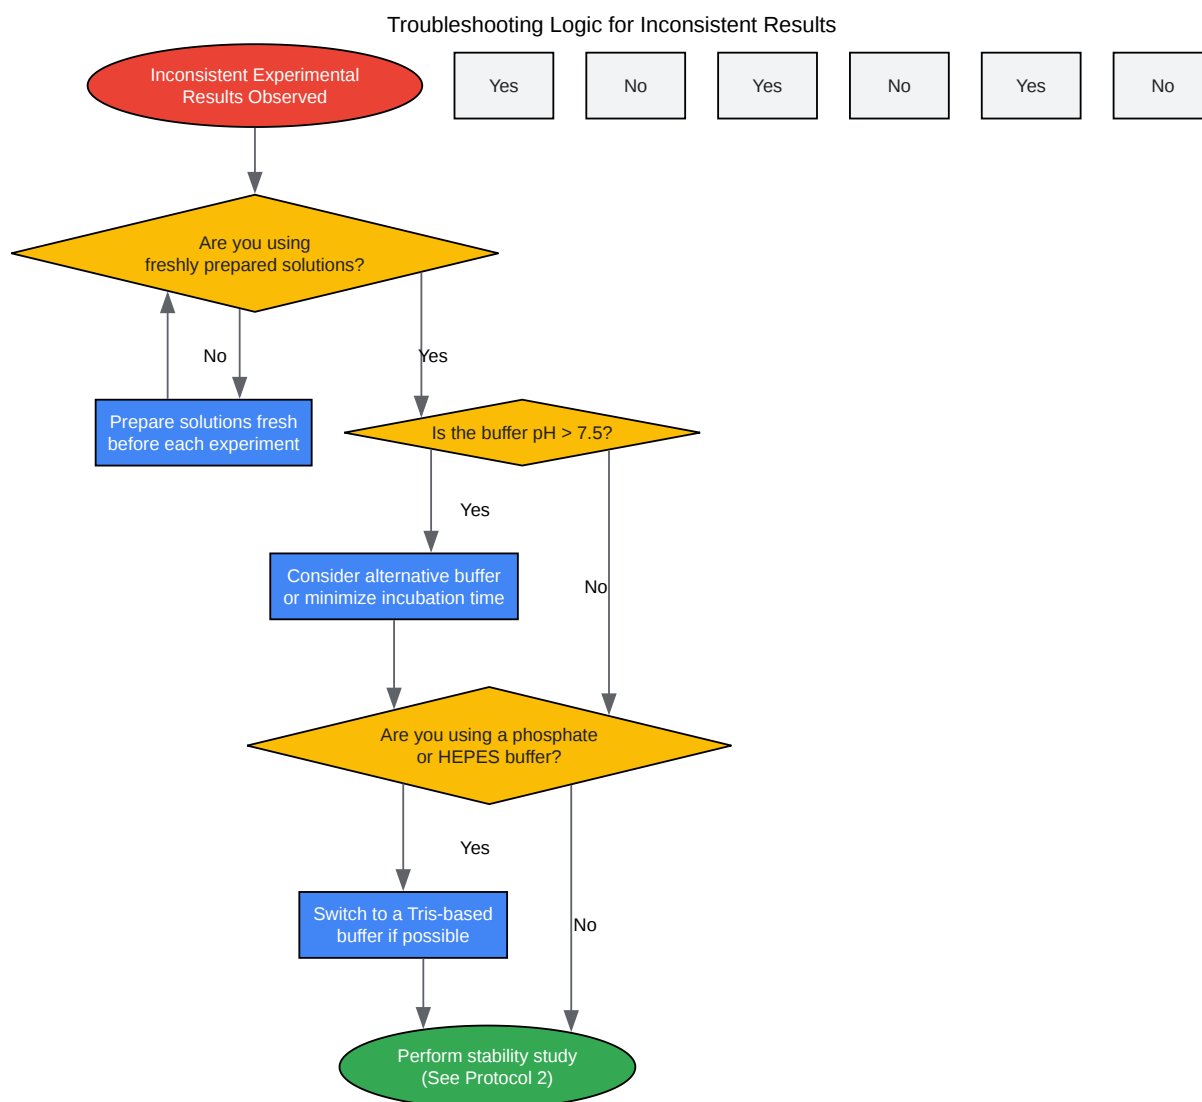 Troubleshooting Logic for Inconsistent Results
Inconsistent Experimental
Results Observed
Yes
No
Yes
No
Yes
No
Are you using
freshly prepared solutions?
No
Yes
Prepare solutions fresh
before each experiment
Is the buffer pH > 7.5?
Yes
Consider alternative buffer
or minimize incubation time
No
Are you using a phosphate
or HEPES buffer?
Yes
Switch to a Tris-based
buffer if possible
No
Perform stability study
(See Protocol 2)